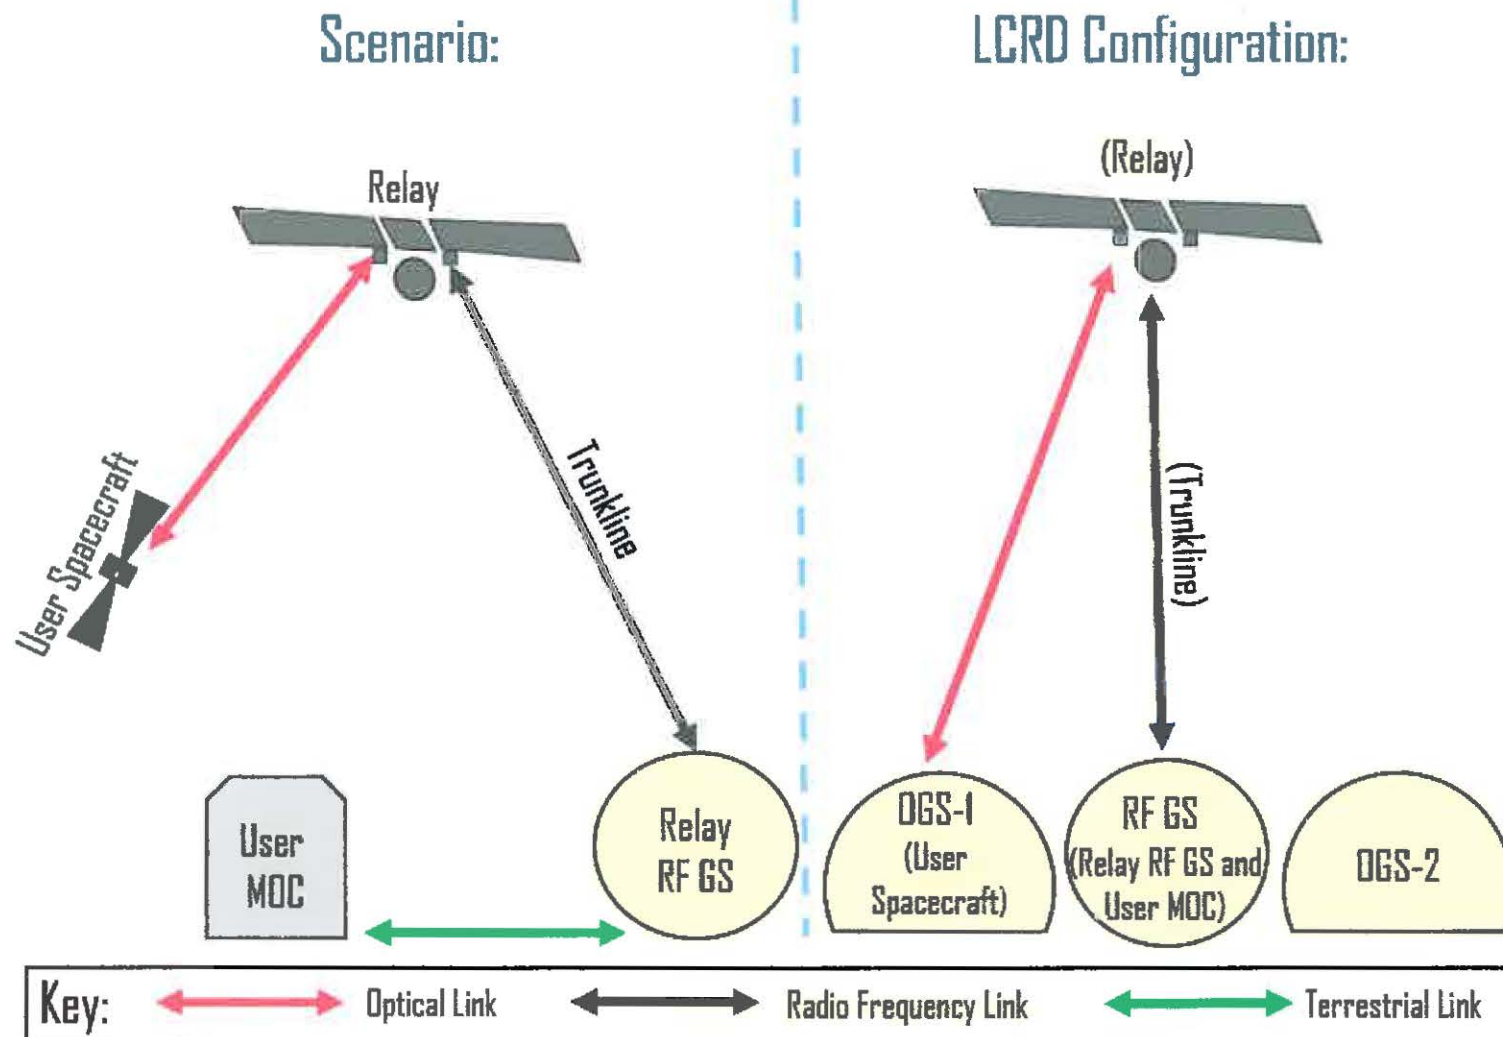 Scenario:
LCRD Configuration:
Relay
(Relay)
User Spacecraft
Trunkline
(Trunkline)
User
MOC
Relay
RF GS
OGS-1
(User
Spacecraft)
RF GS
(Relay RF GS and
User MOC)
OGS-2
Key:
Optical Link
Radio Frequency Link
Terrestrial Link